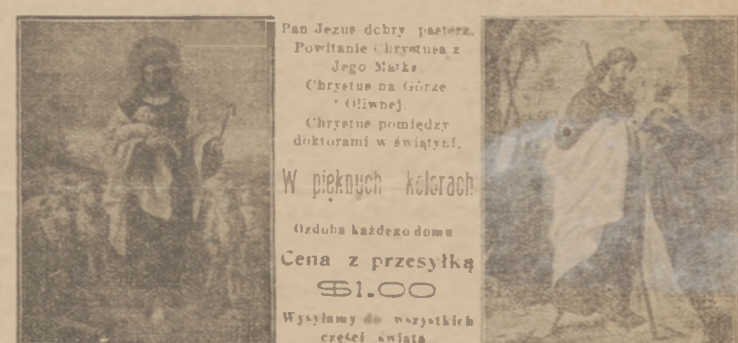 Pan Jezus dobry pasterz.
Powitanie Chrystusa z
Jego Matką.
Chrystus na Górze
Oliwnej.
Chrystus pomiędzy
doktorami w świątyni.
W pięknych kolorach
Ozdoba każdego domu
Cena z przesyłką
$1.00
Wysyłamy do wszystkich
części świata